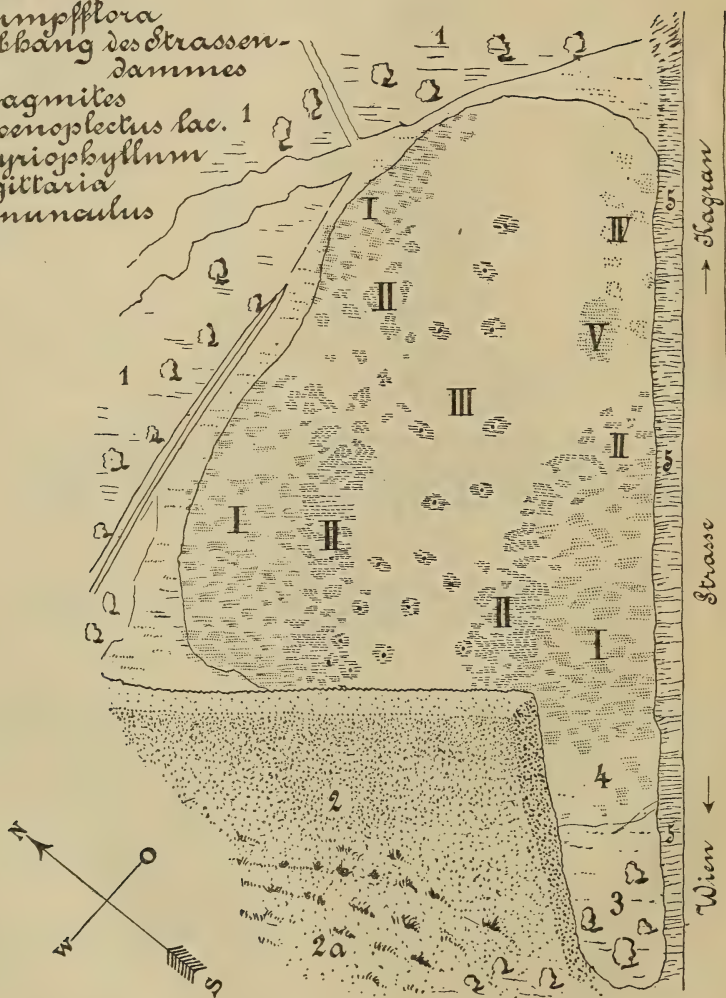 umpfflora
bhang des Strassen-
dammes
agmites
oenoplectus lac.
yriophyllum
gittaria
nunculus
1
1
1
I
II
III
IV
V
II
I
II
II
I
5
5
5
4
3
2
2a
→ Kagran
Strasse
Wien ←
N
O
W
S